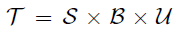 𝒯 = 𝒮 × ℬ × 𝒰